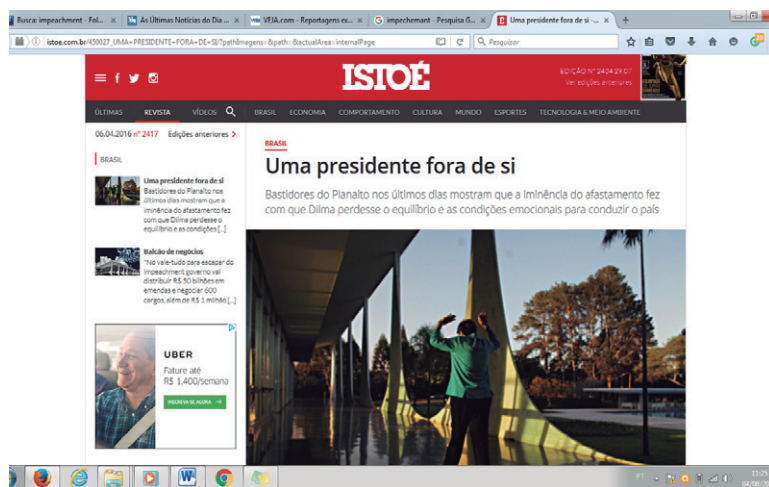 Busca: impeachment - Fol...
As Últimas Notícias do Dia ...
VEJA.com - Reportagens ex...
impechemant - Pesquisa G...
Uma presidente fora de si -...
istoe.com.br/450027_UMA+PRESIDENTE+FORA+DE+SI/?pathImagens=&path=&actualArea=internalPage
Pesquisar
ISTOÉ
EDIÇÃO Nº 2404 29.07
Ver edições anteriores
ÚLTIMAS REVISTA VÍDEOS BRASIL ECONOMIA COMPORTAMENTO CULTURA MUNDO ESPORTES TECNOLOGIA & MEIO AMBIENTE
06.04.2016 nº 2417 Edições anteriores >
BRASIL
Uma presidente fora de si
Bastidores do Planalto nos
últimos dias mostram que a
iminência do afastamento fez
com que Dilma perdesse o
equilíbrio e as condições [...]
Balcão de negócios
"No vale-tudo para escapar do
impeachment governo vai
distribuir R$ 50 bilhões em
emendas e negociar 600
cargos, além de R$ 1 milhão [...]
UBER
Fature até
R$ 1.400/semana
INSCREVA-SE AGORA →
BRASIL
Uma presidente fora de si
Bastidores do Planalto nos últimos dias mostram que a iminência do afastamento fez
com que Dilma perdesse o equilíbrio e as condições emocionais para conduzir o país
PT
11:25